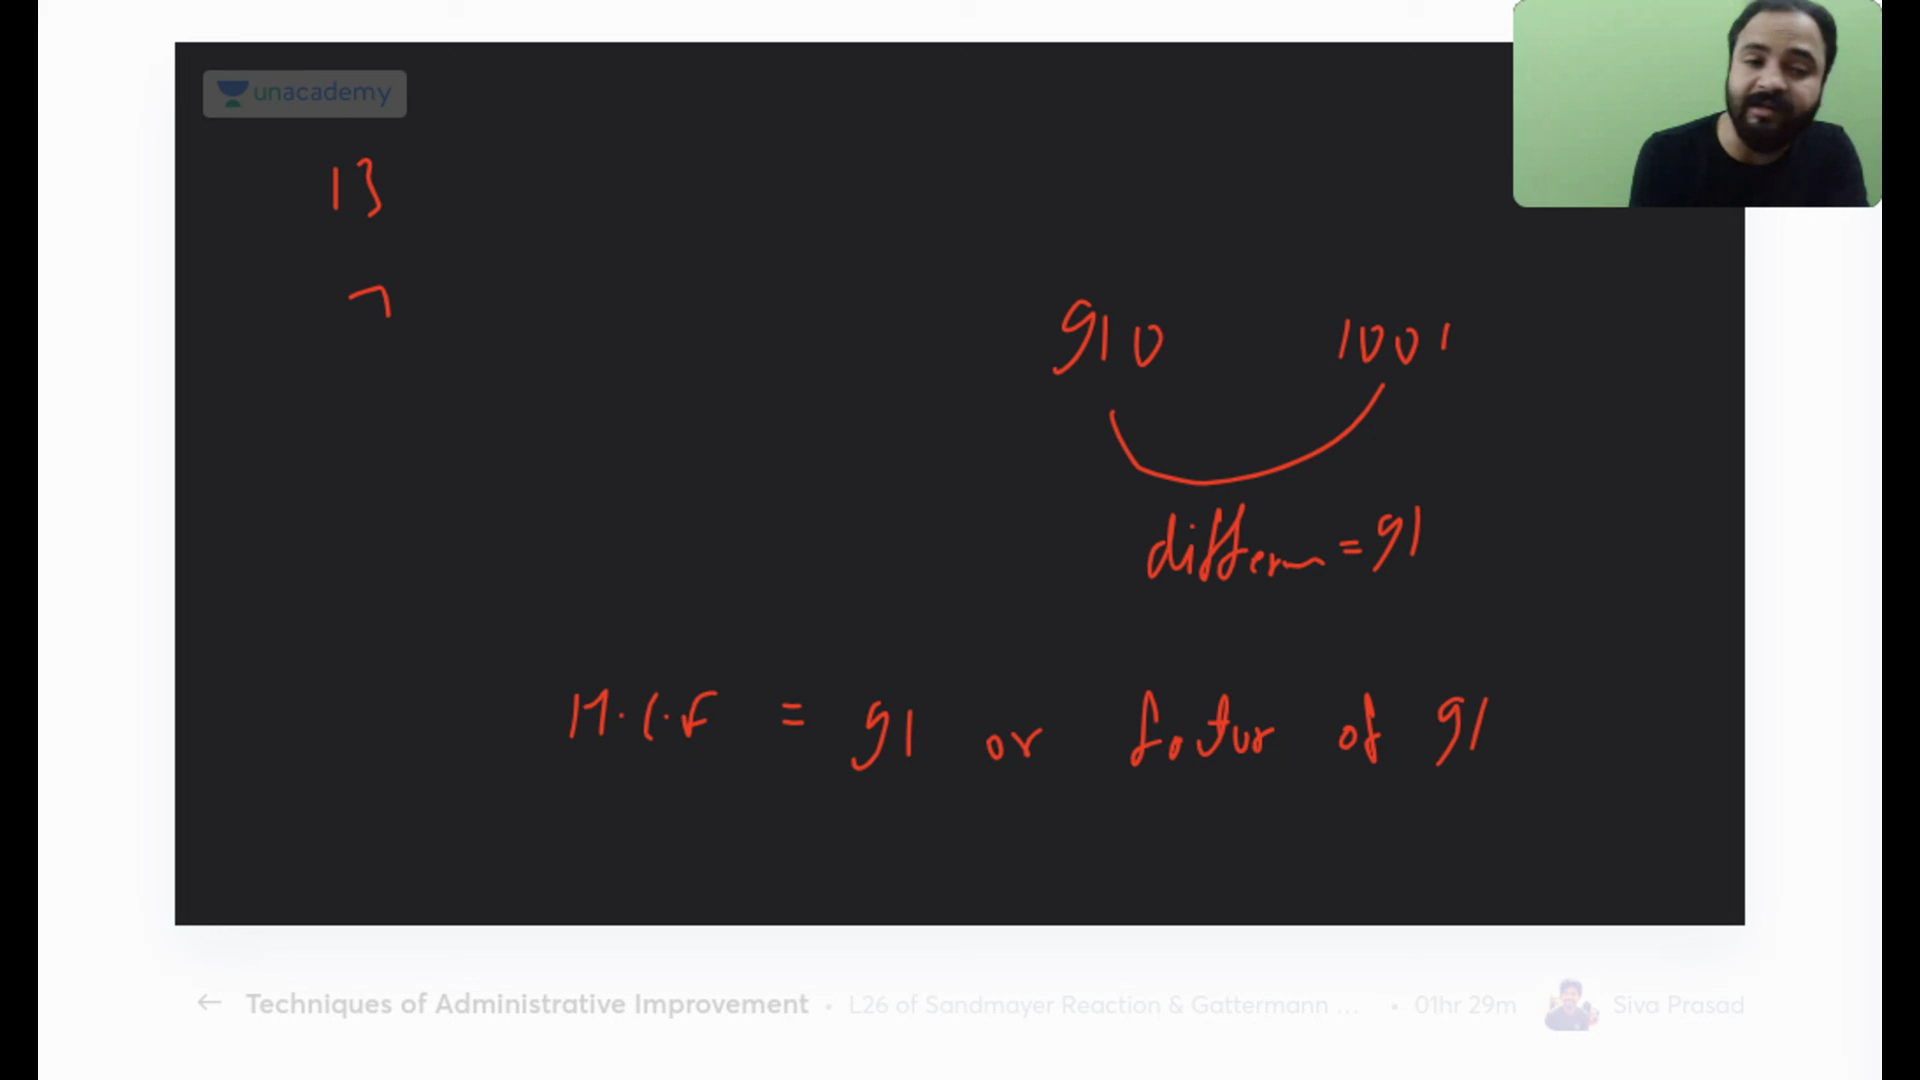 unacademy
13
7
910 1001
differen = 91
H.C.F = 91 or factor of 91
← Techniques of Administrative Improvement • L26 of Sandmayer Reaction & Gattermann ... • 01hr 29m Siva Prasad